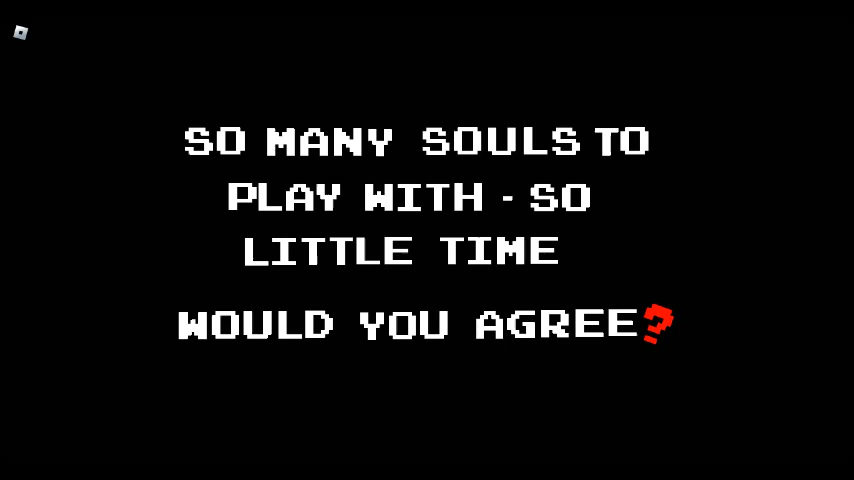 SO MANY SOULS TO
PLAY WITH - SO
LITTLE TIME
WOULD YOU AGREE?